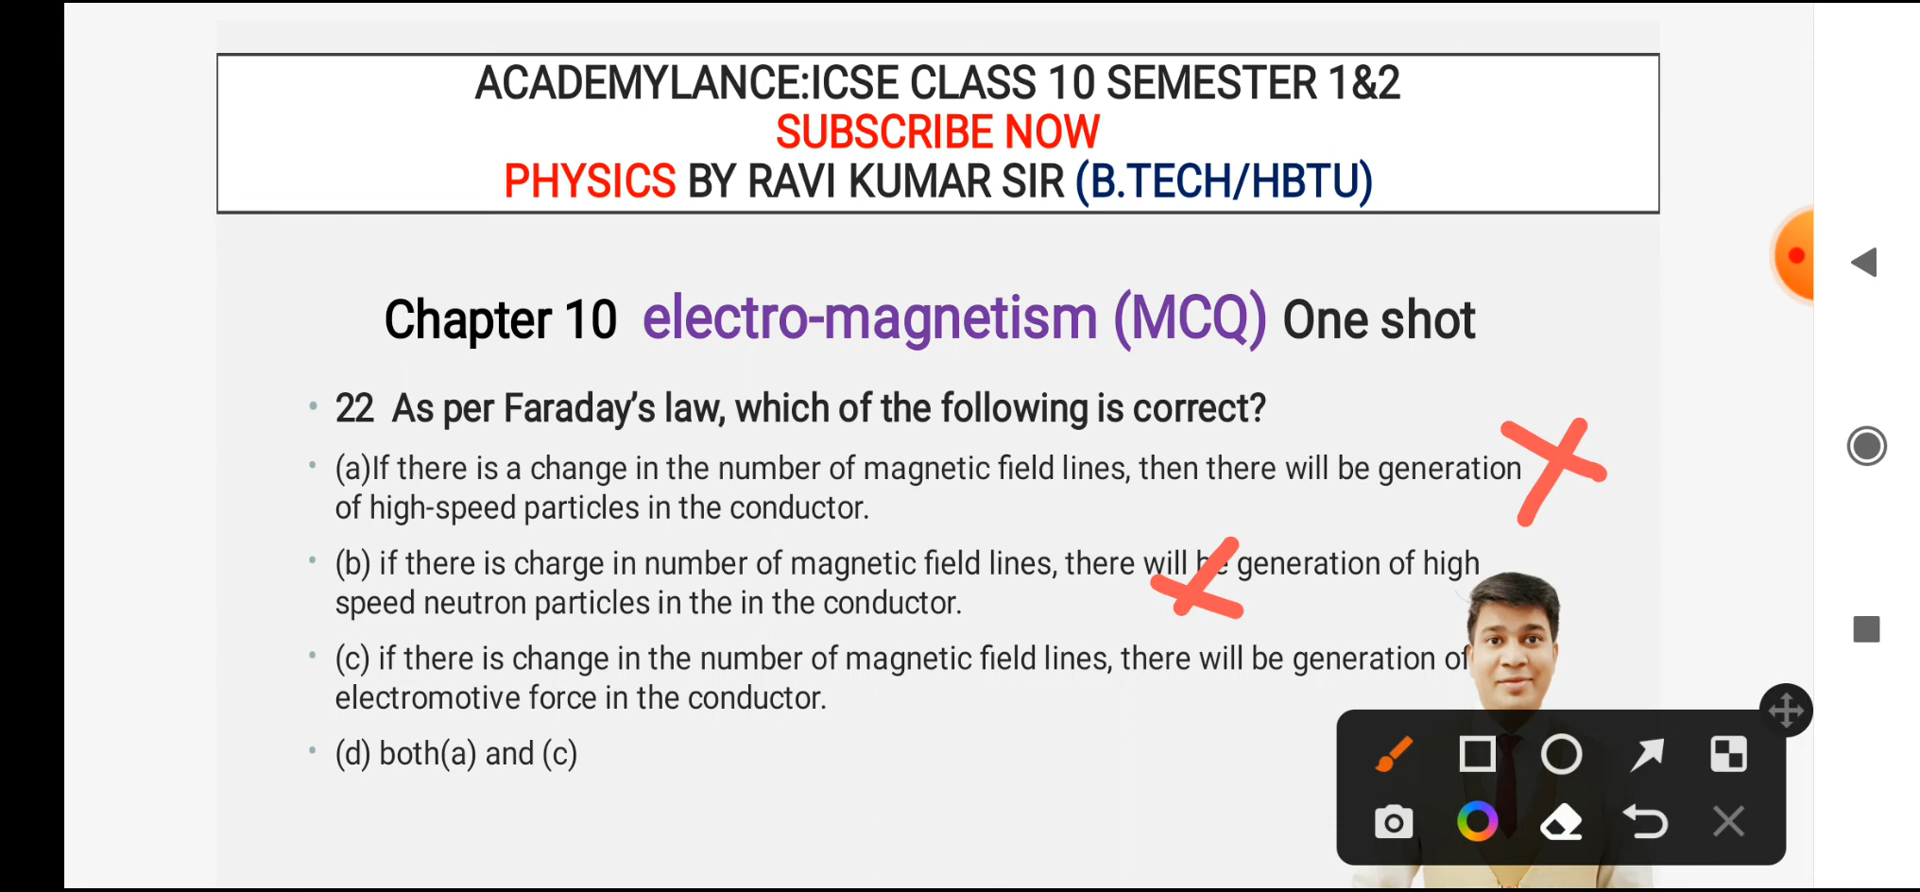 ACADEMYLANCE:ICSE CLASS 10 SEMESTER 1&2
SUBSCRIBE NOW
PHYSICS BY RAVI KUMAR SIR (B.TECH/HBTU)
Chapter 10 electro-magnetism (MCQ) One shot
• 22 As per Faraday’s law, which of the following is correct?
• (a)If there is a change in the number of magnetic field lines, then there will be generation
of high-speed particles in the conductor.
• (b) if there is charge in number of magnetic field lines, there will be generation of high
speed neutron particles in the in the conductor.
• (c) if there is change in the number of magnetic field lines, there will be generation of
electromotive force in the conductor.
• (d) both(a) and (c)